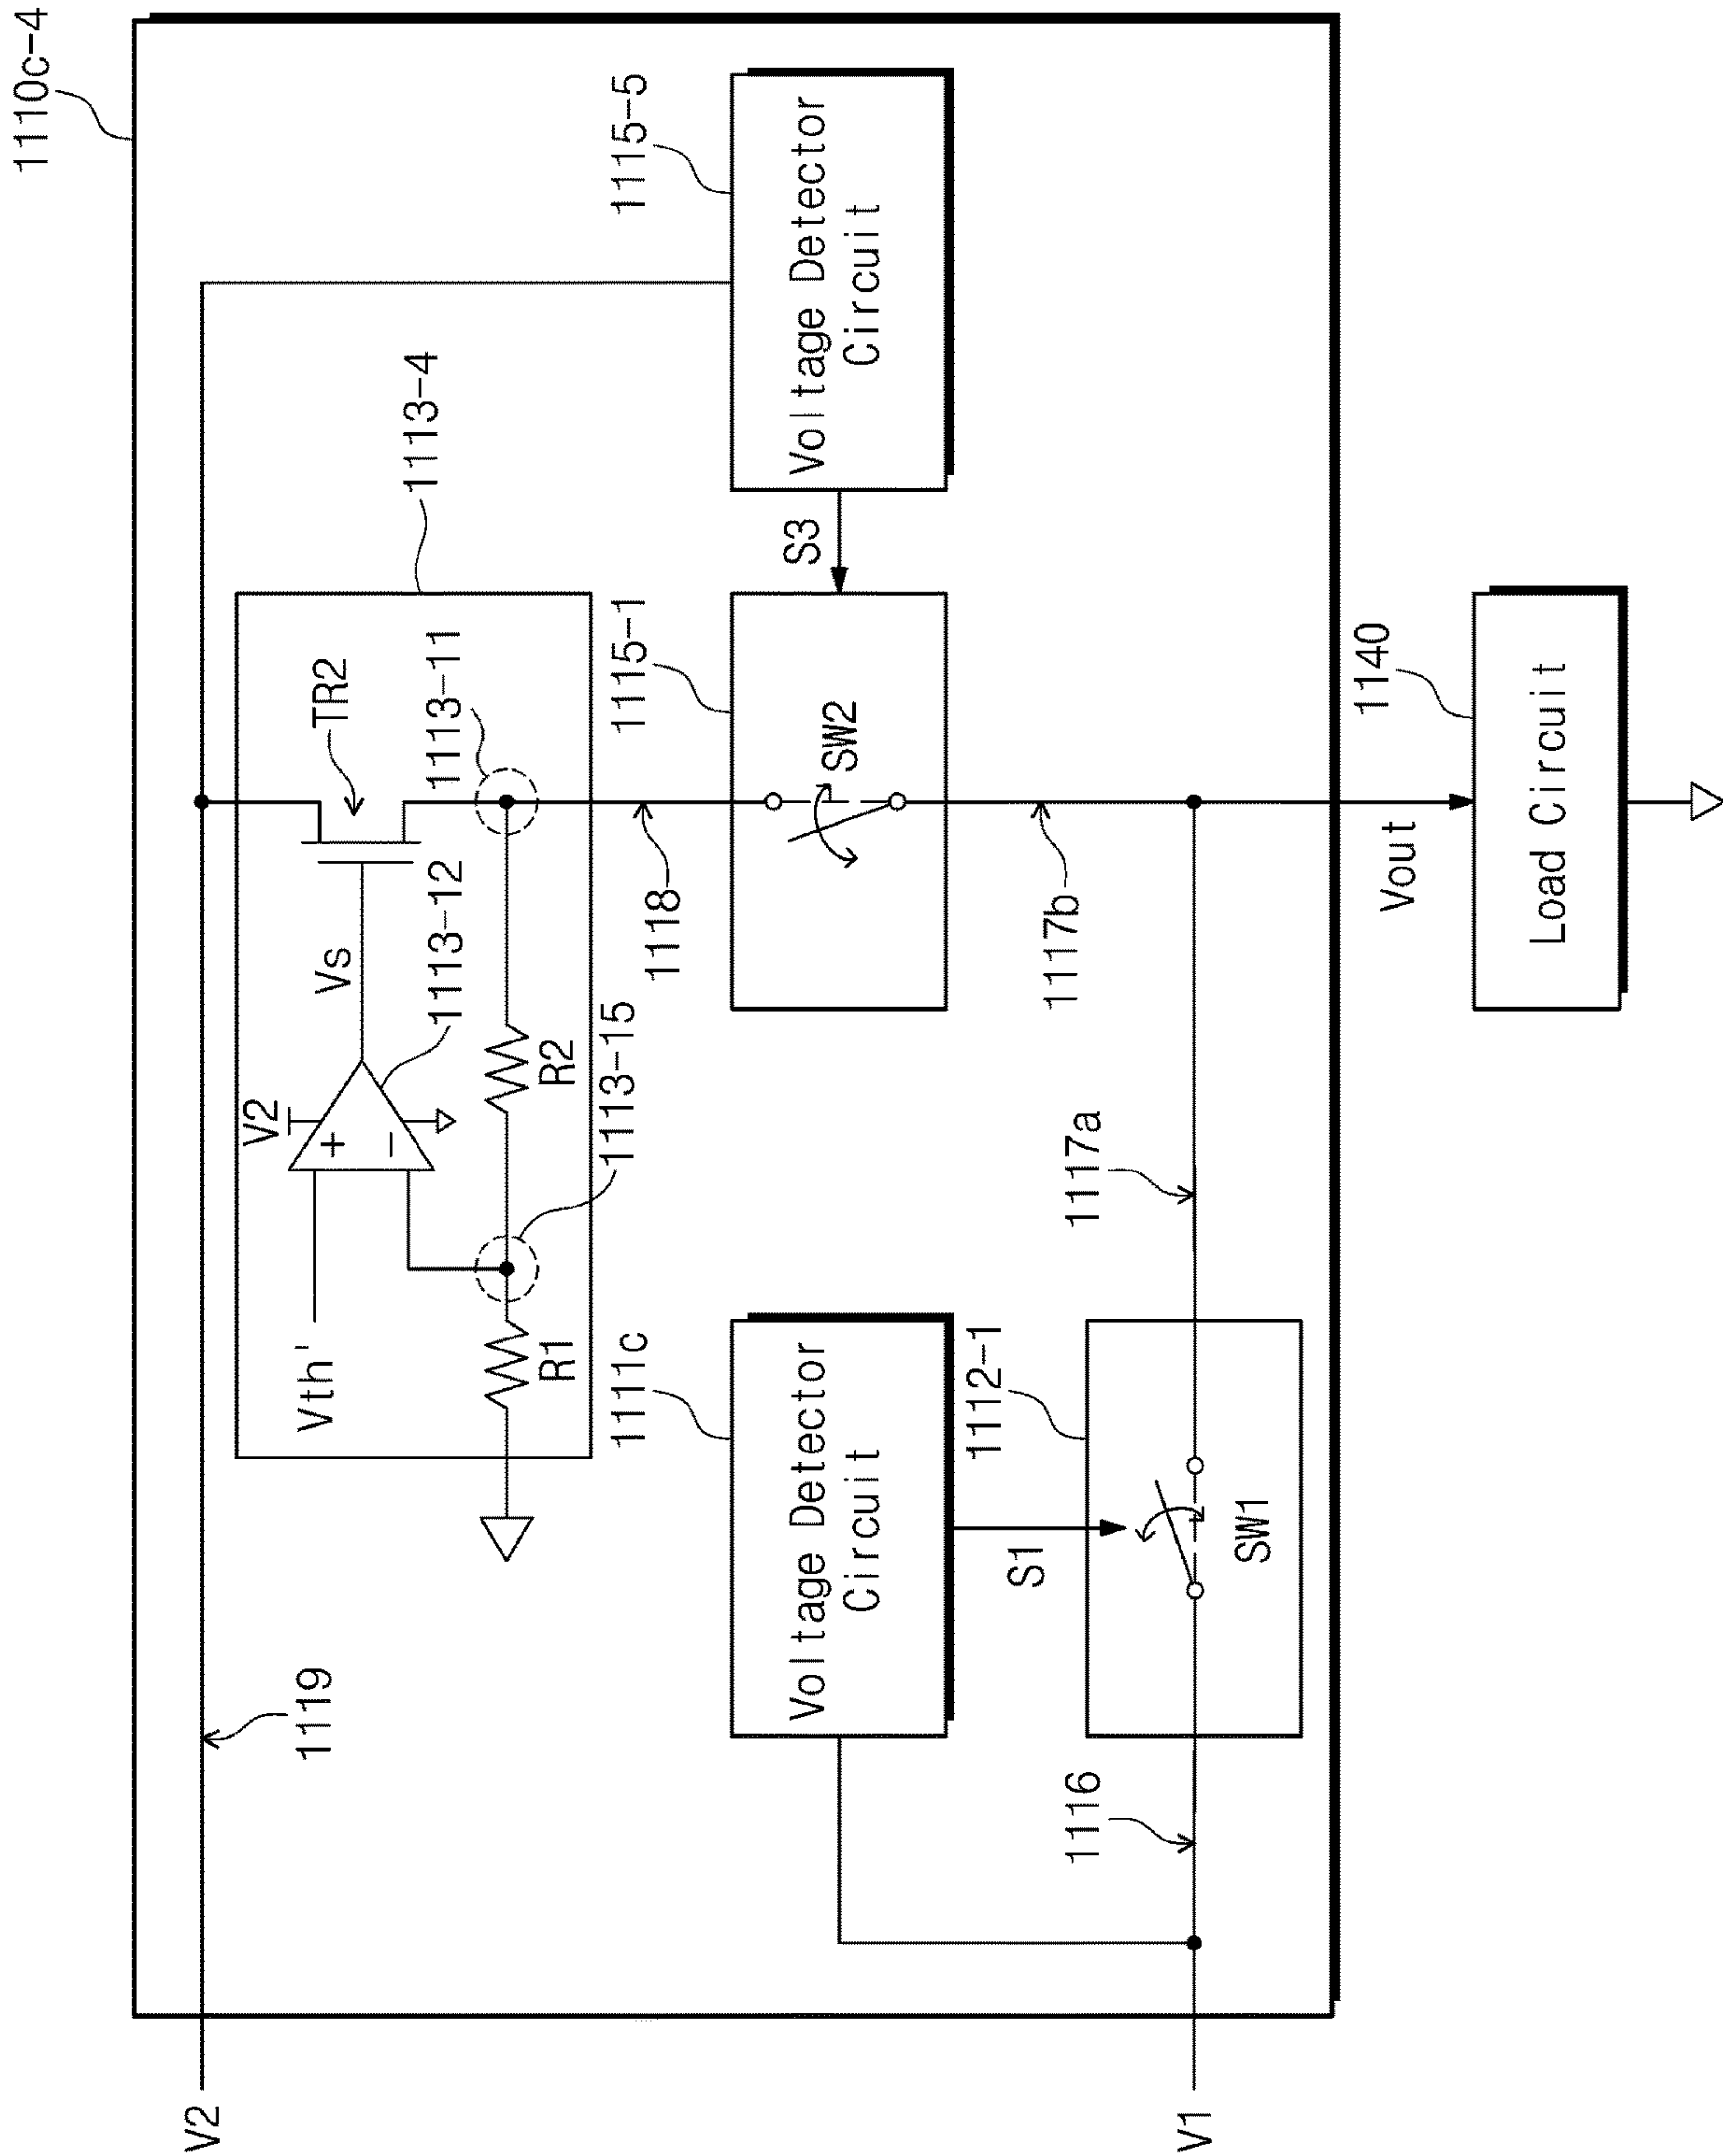 1110c-4
V2
1119
1113-4
TR2
1113-11
Vs
1113-12
V2
+
−
Vth'
R1
R2
1113-15
1118
1115-5
Voltage Detector
Circuit
S3
1115-1
SW2
1117b
1111c
Voltage Detector
Circuit
S1
1112-1
SW1
1117a
1116
V1
Vout
1140
Load Circuit